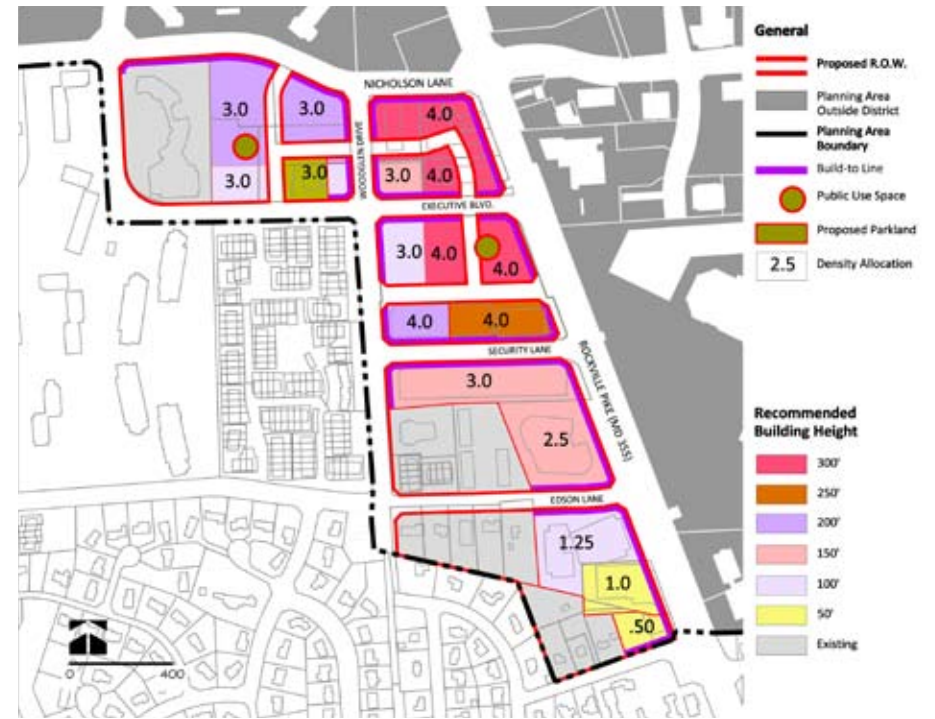 NICHOLSON LANE
3.0
3.0
4.0
WOODGLEN DRIVE
3.0
3.0
3.0
4.0
EXECUTIVE BLVD.
3.0
4.0
4.0
4.0
4.0
SECURITY LANE
ROCKVILLE PIKE (MD 355)
3.0
2.5
EDSON LANE
1.25
1.0
.50
0
400
General
Proposed R.O.W.
Planning Area
Outside District
Planning Area
Boundary
Build-to Line
Public Use Space
Proposed Parkland
2.5
Density Allocation
Recommended
Building Height
300'
250'
200'
150'
100'
50'
Existing